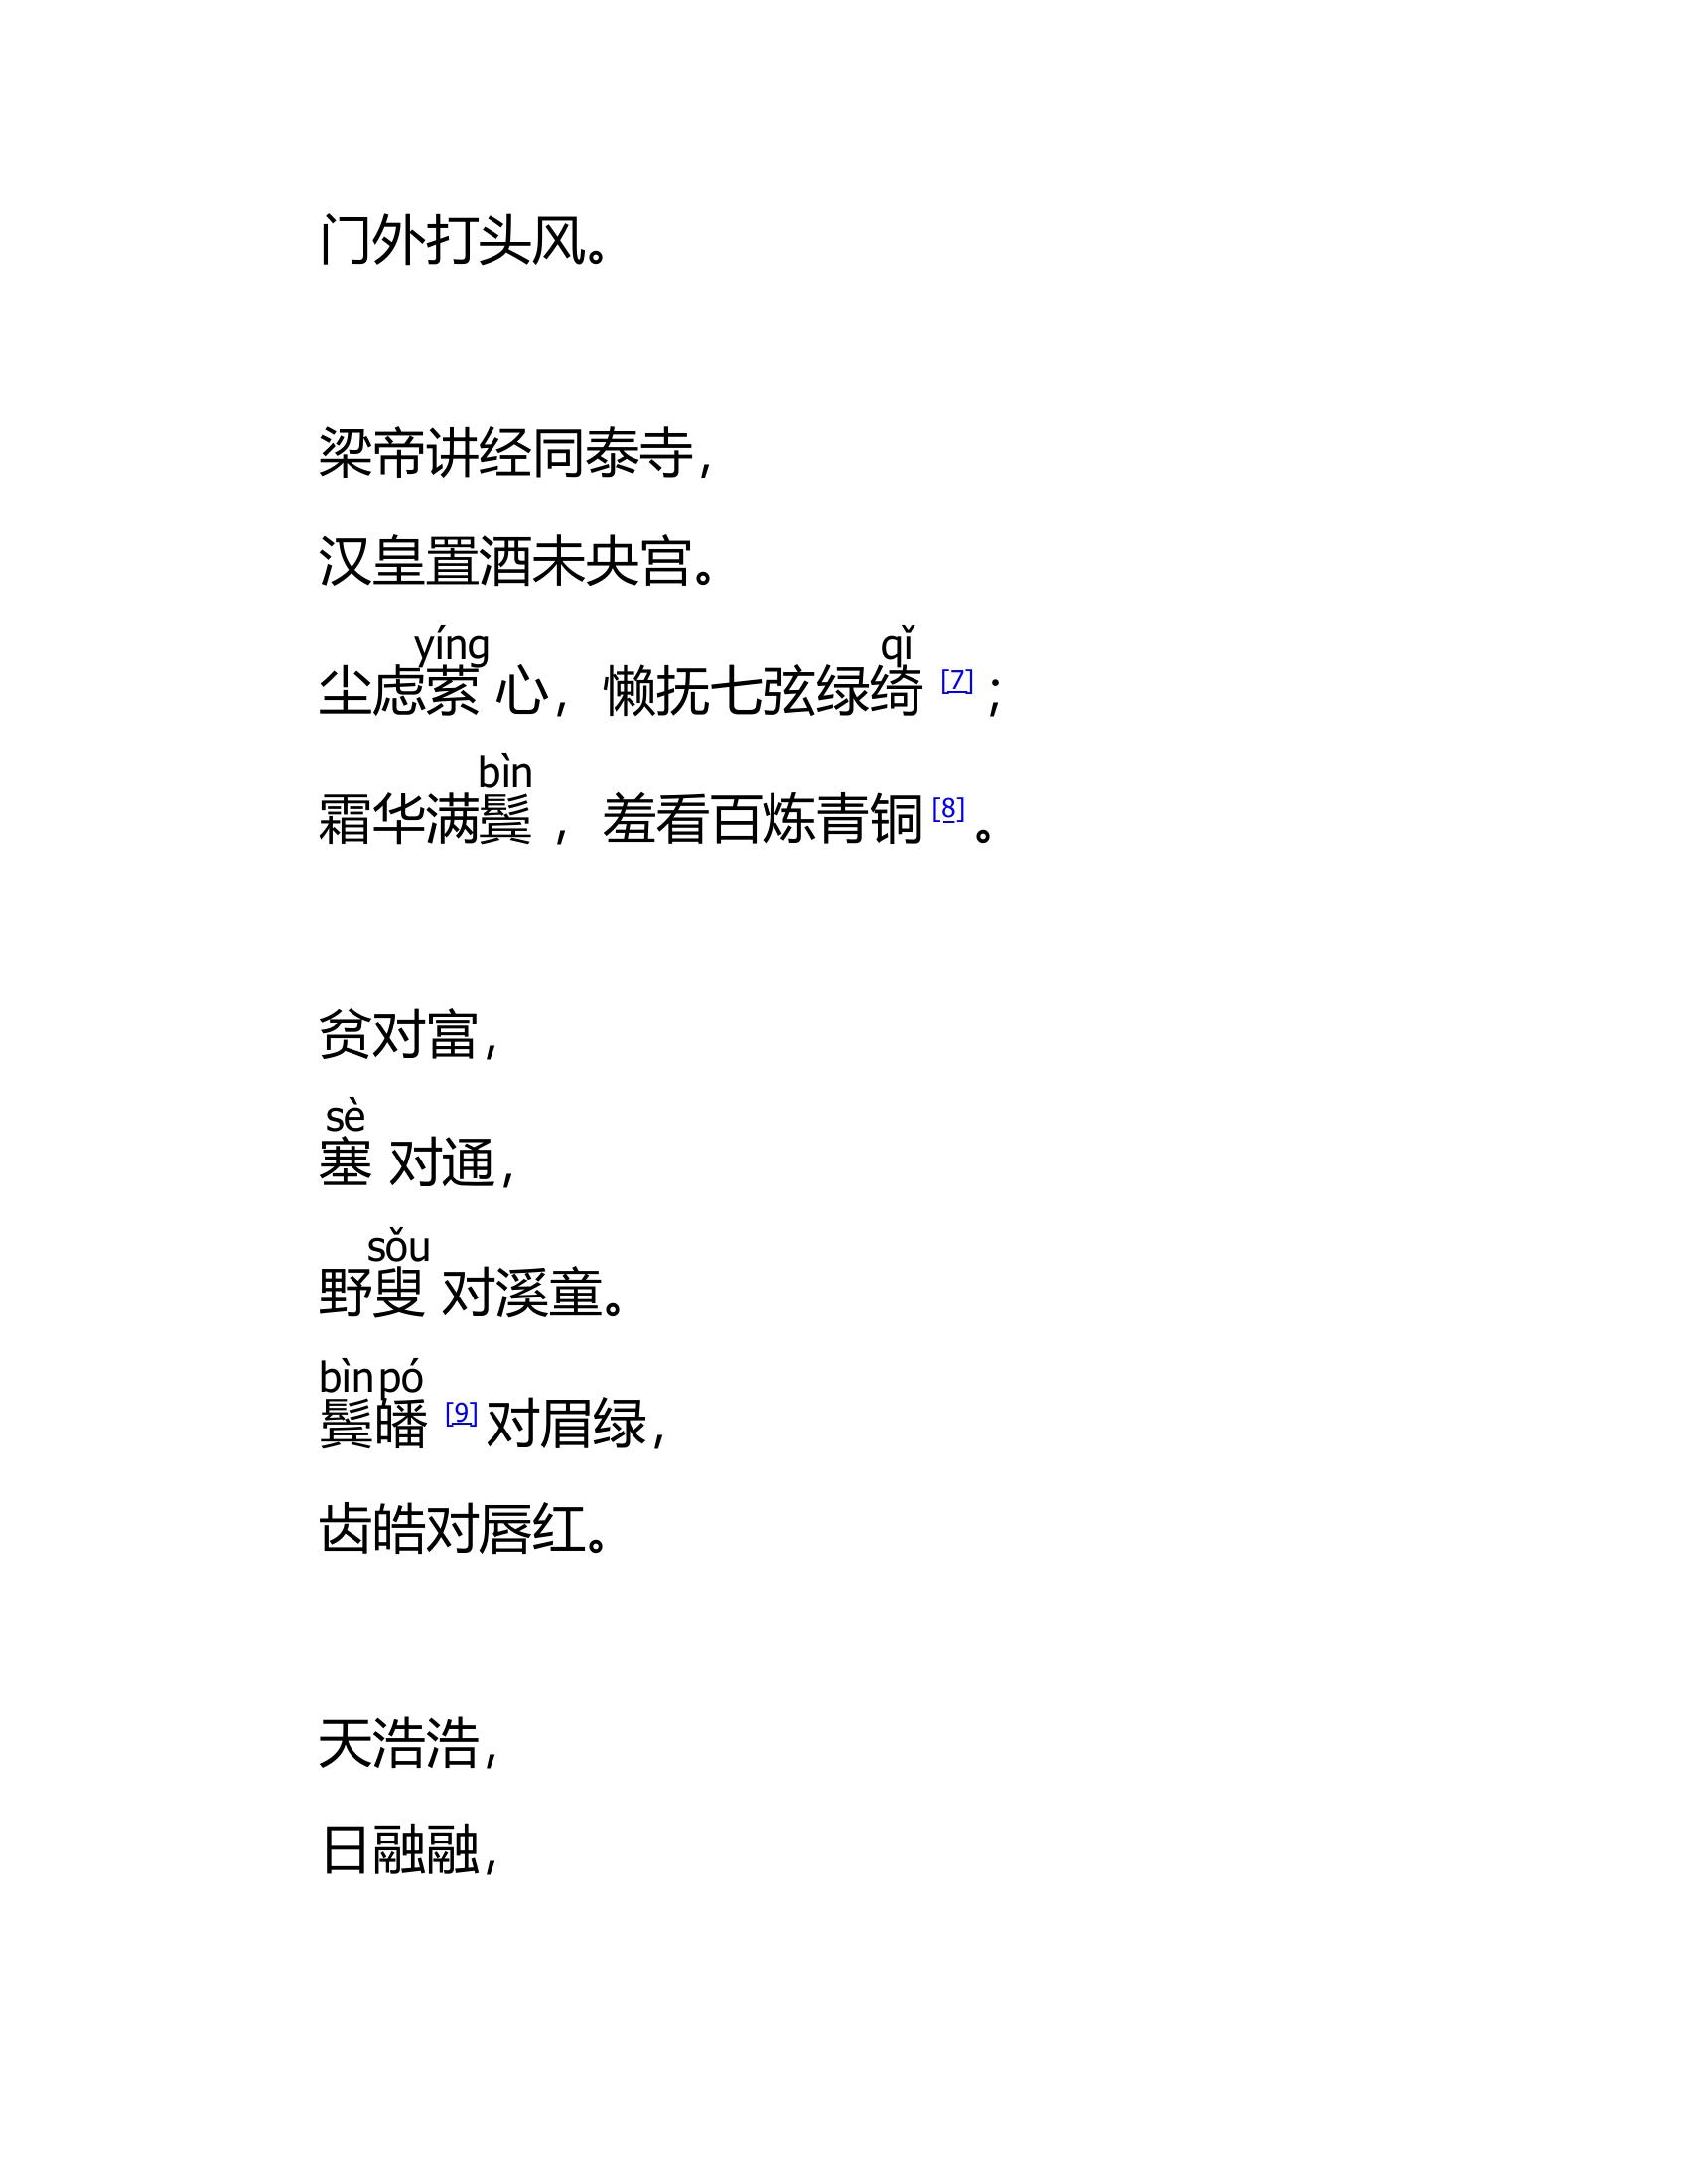 门外打头风。
梁帝讲经同泰寺，
汉皇置酒未央宫。
yíng qǐ
尘虑萦 心，懒抚七弦绿绮 [7]；
bìn
霜华满鬓 ，羞看百炼青铜[8]。
贫对富，
sè
塞 对通，
sǒu
野叟 对溪童。
bìn pó
鬓皤 [9]对眉绿，
齿皓对唇红。
天浩浩，
日融融，